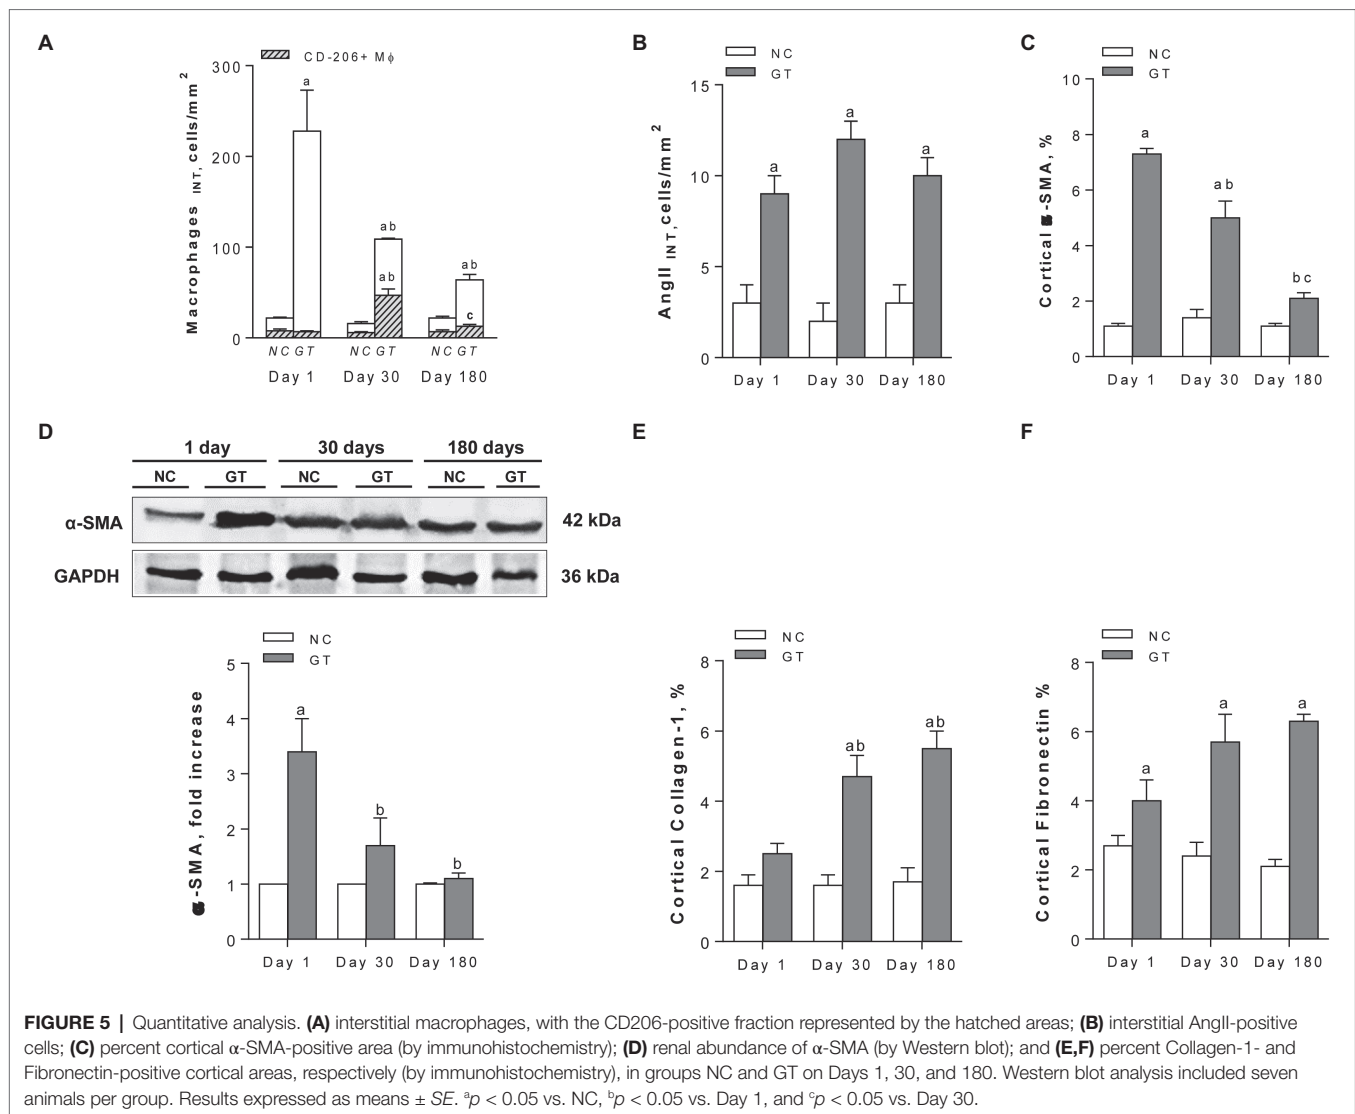 A
CD-206+ Mϕ
300
200
100
0
Macrophages INT, cells/mm2
a
ab
ab
ab
c
NC GT NC GT NC GT
Day 1 Day 30 Day 180
B
NC
GT
15
10
5
0
AngII INT, cells/mm2
a
a
a
Day 1 Day 30 Day 180
C
NC
GT
10
8
6
4
2
0
Cortical α-SMA, %
a
ab
bc
Day 1 Day 30 Day 180
D
1 day 30 days 180 days
NC GT NC GT NC GT
α-SMA 42 kDa
GAPDH 36 kDa
NC
GT
5
4
3
2
1
0
α-SMA, fold increase
a
b
b
Day 1 Day 30 Day 180
E
NC
GT
8
6
4
2
0
Cortical Collagen-1, %
ab
ab
Day 1 Day 30 Day 180
F
NC
GT
8
6
4
2
0
Cortical Fibronectin %
a
a
a
Day 1 Day 30 Day 180
FIGURE 5 | Quantitative analysis. (A) interstitial macrophages, with the CD206-positive fraction represented by the hatched areas; (B) interstitial AngII-positive
cells; (C) percent cortical α-SMA-positive area (by immunohistochemistry); (D) renal abundance of α-SMA (by Western blot); and (E,F) percent Collagen-1- and
Fibronectin-positive cortical areas, respectively (by immunohistochemistry), in groups NC and GT on Days 1, 30, and 180. Western blot analysis included seven
animals per group. Results expressed as means ± SE. ap < 0.05 vs. NC, bp < 0.05 vs. Day 1, and cp < 0.05 vs. Day 30.